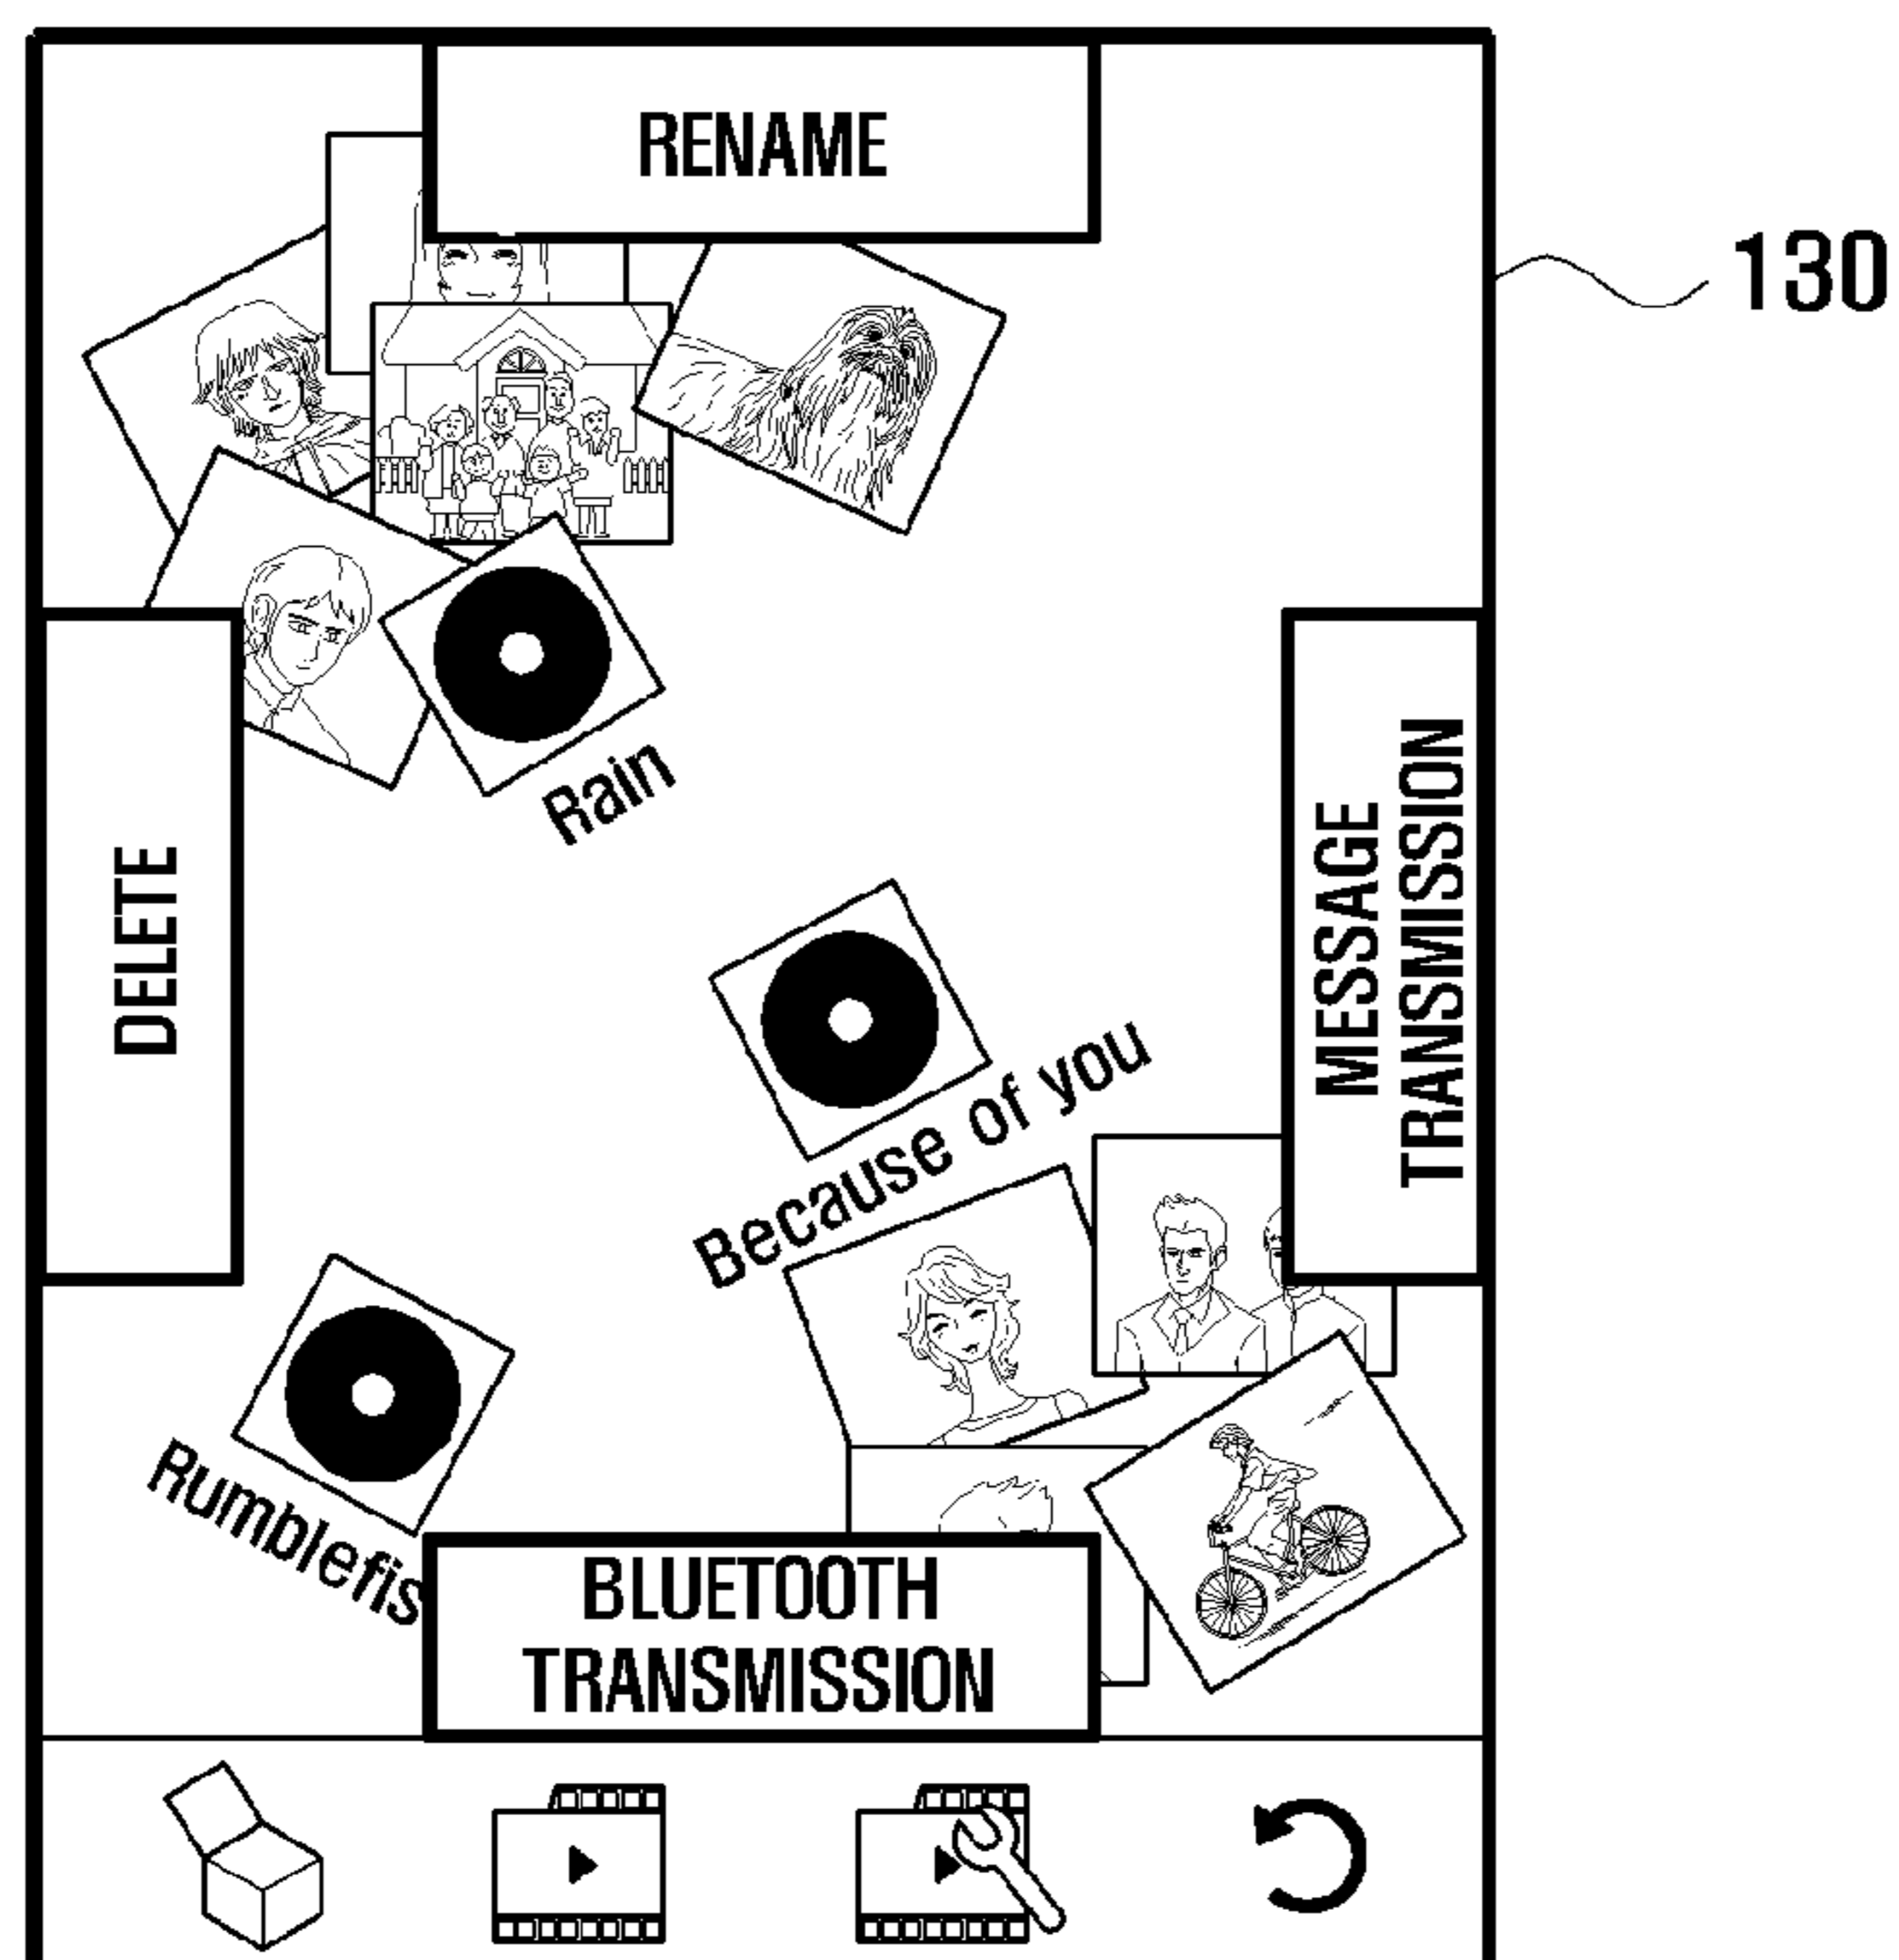 RENAME
130
Rain
DELETE
MESSAGE
TRANSMISSION
Because of you
Rumblefis
BLUETOOTH
TRANSMISSION